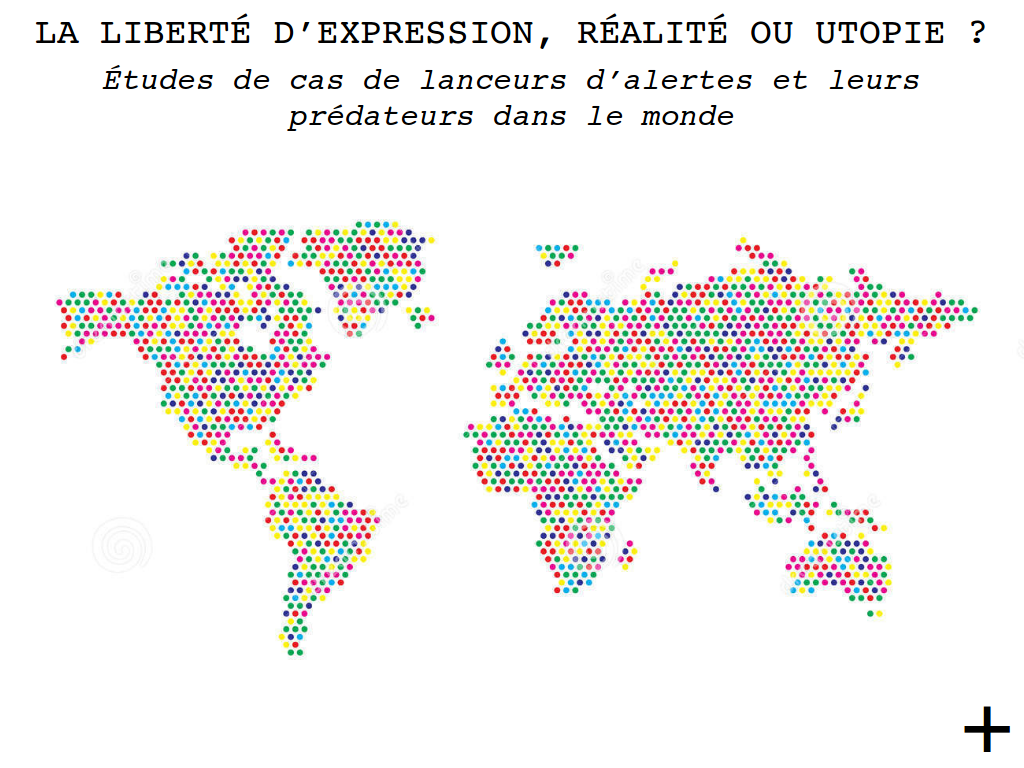 LA LIBERTÉ D’EXPRESSION, RÉALITÉ OU UTOPIE ?
Études de cas de lanceurs d’alertes et leurs
prédateurs dans le monde
+